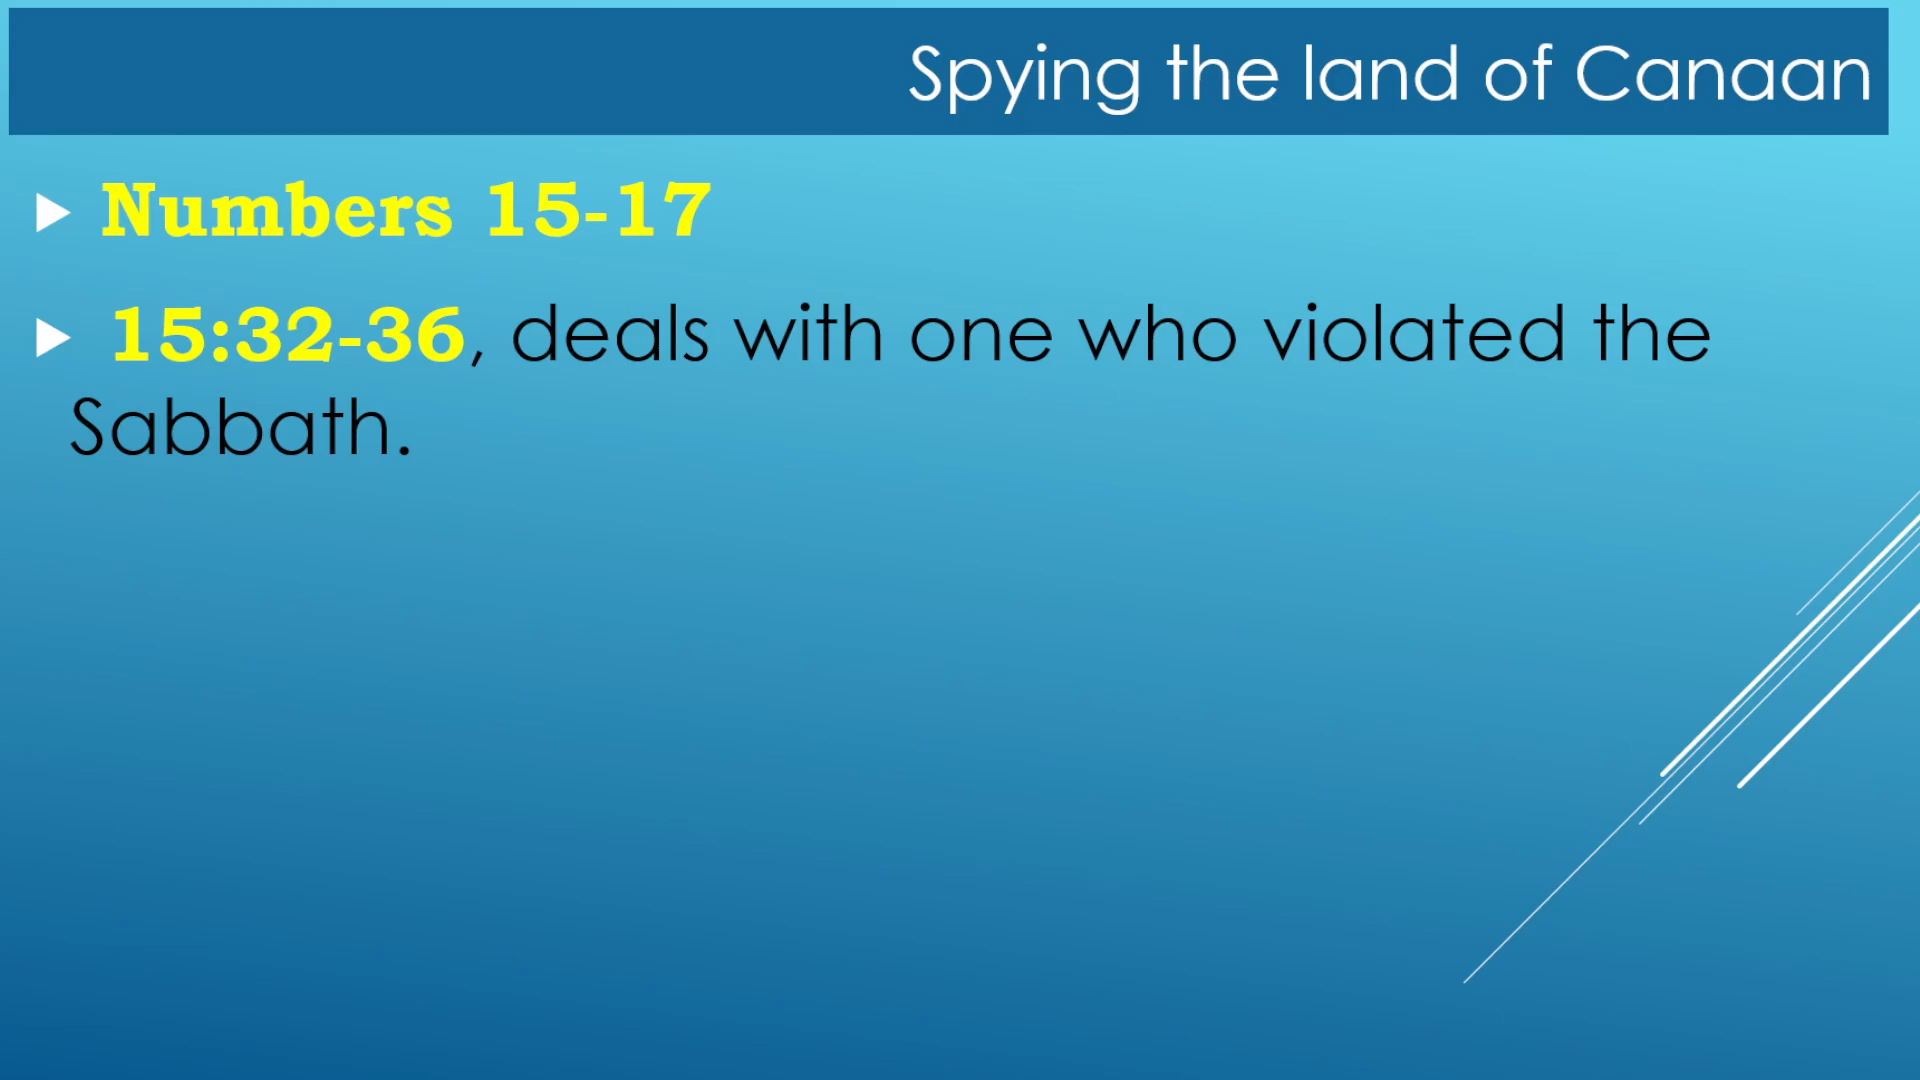 Spying the land of Canaan
Numbers 15-17
15:32-36, deals with one who violated the
Sabbath.